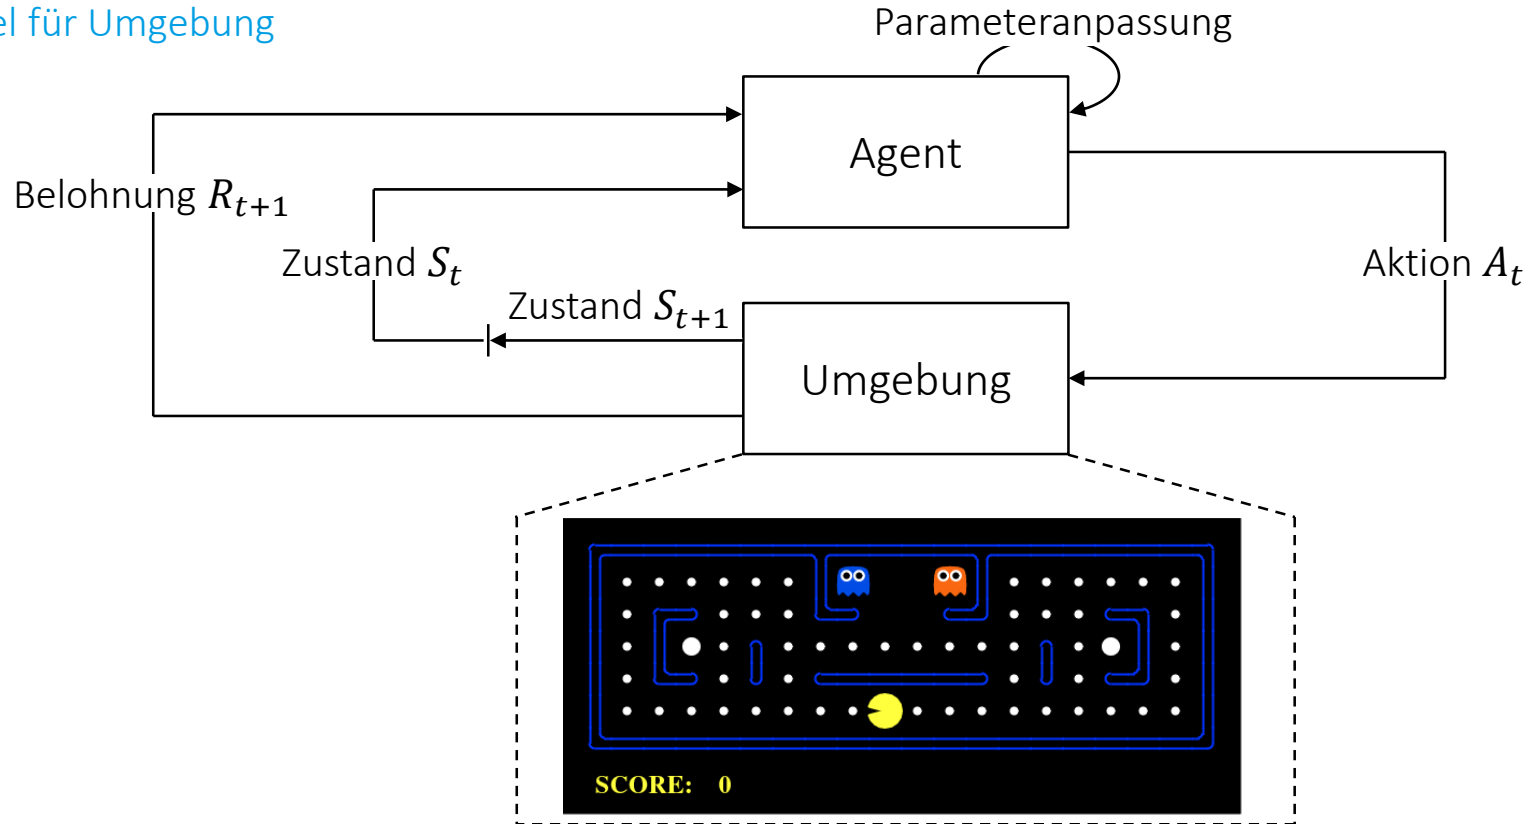 el für Umgebung
Parameteranpassung
Agent
Belohnung R_{t+1}
Zustand S_t
Aktion A_t
Zustand S_{t+1}
Umgebung
SCORE: 0